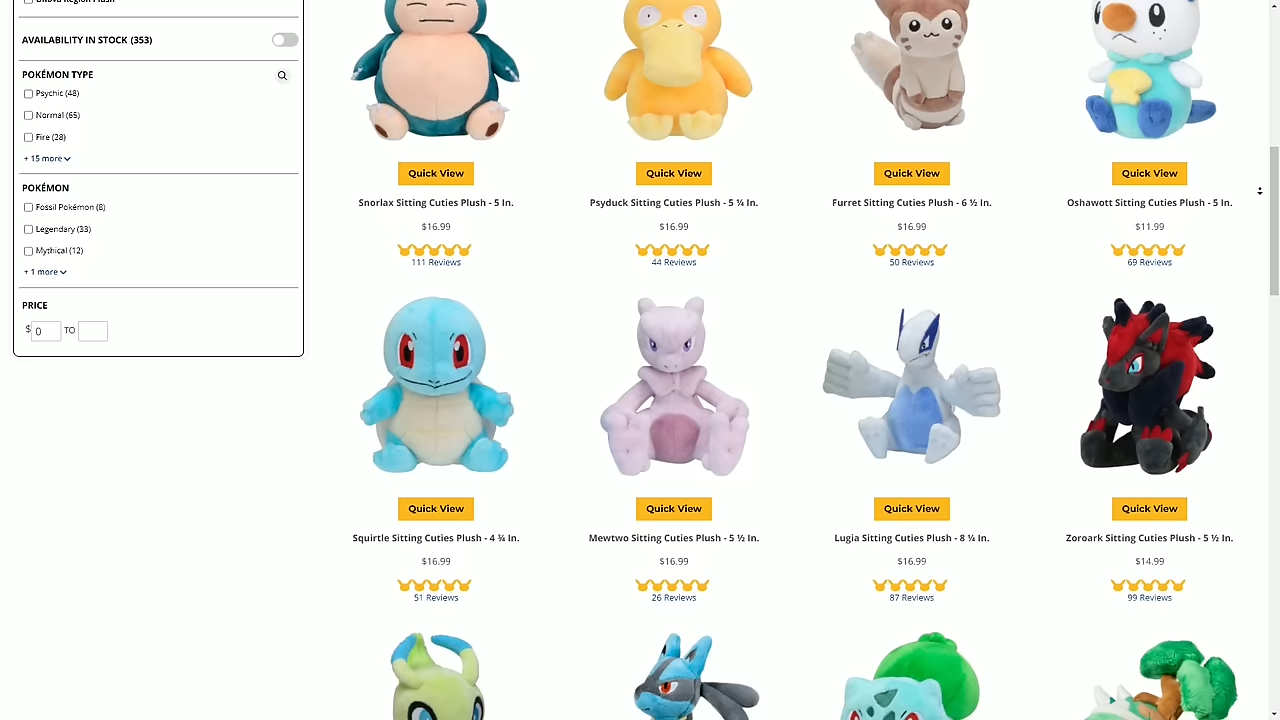 Unova Region Plush
AVAILABILITY IN STOCK (353)
POKÉMON TYPE
Psychic (48)
Normal (65)
Fire (28)
+ 15 more
POKÉMON
Fossil Pokémon (8)
Legendary (33)
Mythical (12)
+ 1 more
PRICE
$ 0 TO
Quick View Quick View Quick View Quick View
Snorlax Sitting Cuties Plush - 5 In. Psyduck Sitting Cuties Plush - 5 ¼ In. Furret Sitting Cuties Plush - 6 ½ In. Oshawott Sitting Cuties Plush - 5 In.
$16.99 $16.99 $16.99 $11.99
111 Reviews 44 Reviews 50 Reviews 69 Reviews
Quick View Quick View Quick View Quick View
Squirtle Sitting Cuties Plush - 4 ¾ In. Mewtwo Sitting Cuties Plush - 5 ½ In. Lugia Sitting Cuties Plush - 8 ¼ In. Zoroark Sitting Cuties Plush - 5 ½ In.
$16.99 $16.99 $16.99 $14.99
51 Reviews 26 Reviews 87 Reviews 99 Reviews